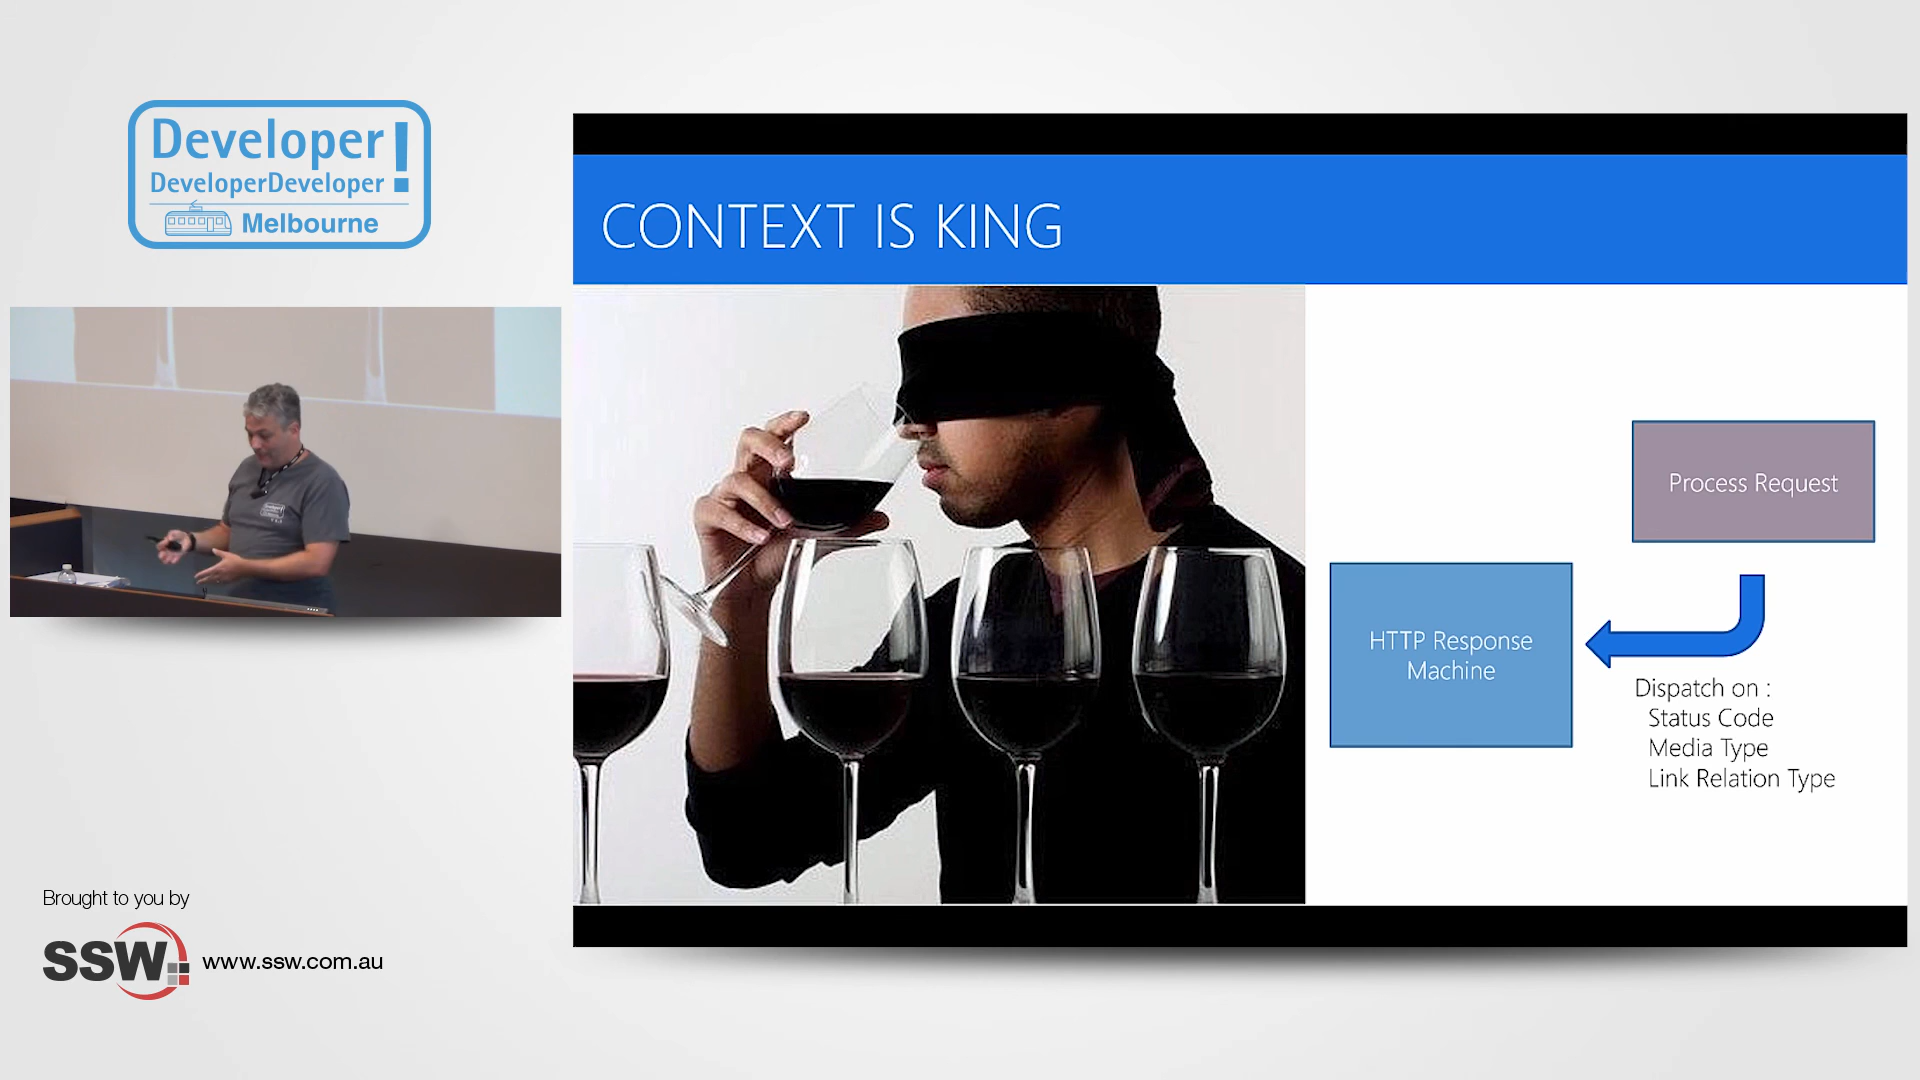 Developer!
DeveloperDeveloper
Melbourne
CONTEXT IS KING
Process Request
HTTP Response
Machine
Dispatch on :
Status Code
Media Type
Link Relation Type
Brought to you by
SSW
www.ssw.com.au